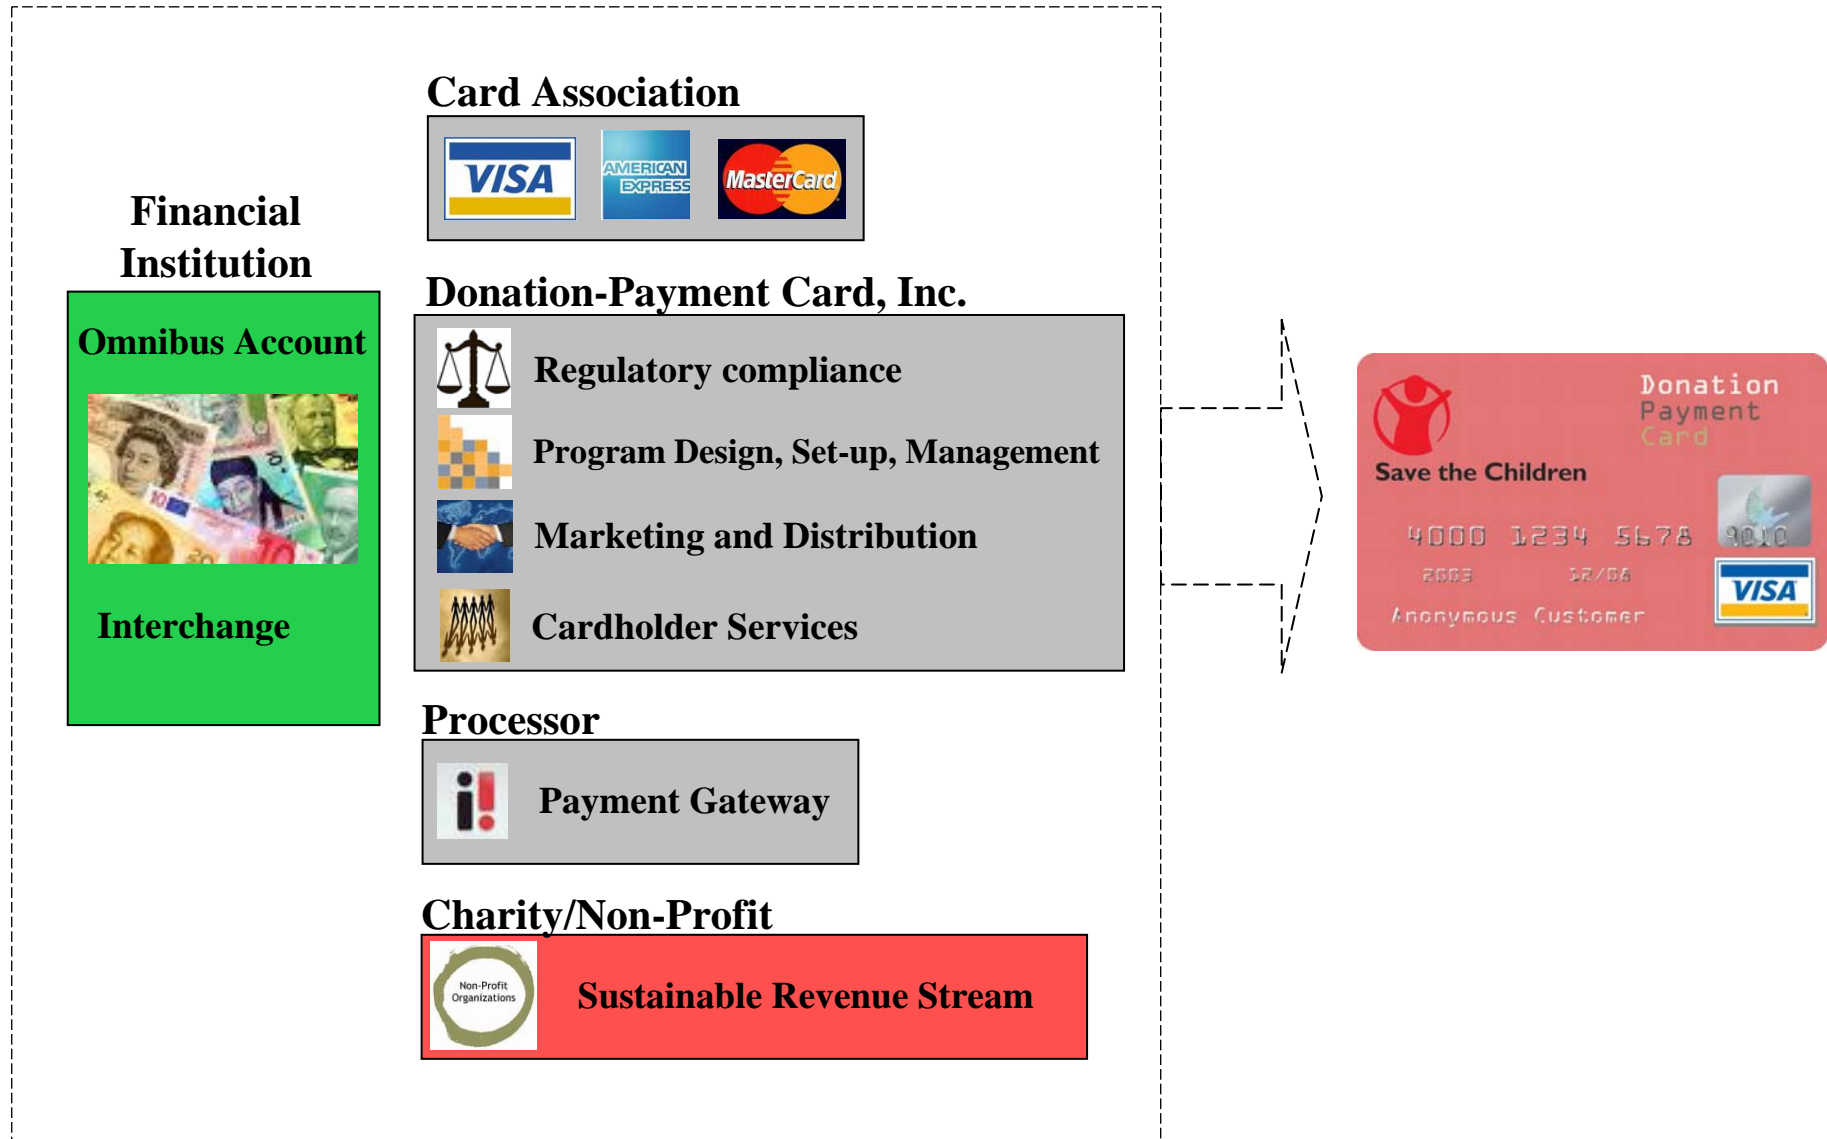 Card Association
VISA
AMERICAN
EXPRESS
MasterCard
Financial
Institution
Omnibus Account
Interchange
Donation-Payment Card, Inc.
Regulatory compliance
Program Design, Set-up, Management
Marketing and Distribution
Cardholder Services
Processor
Payment Gateway
Charity/Non-Profit
Non-Profit
Organizations
Sustainable Revenue Stream
Donation
Payment
Card
Save the Children
4000 1234 5678 9010
Anonymous Customer
VISA